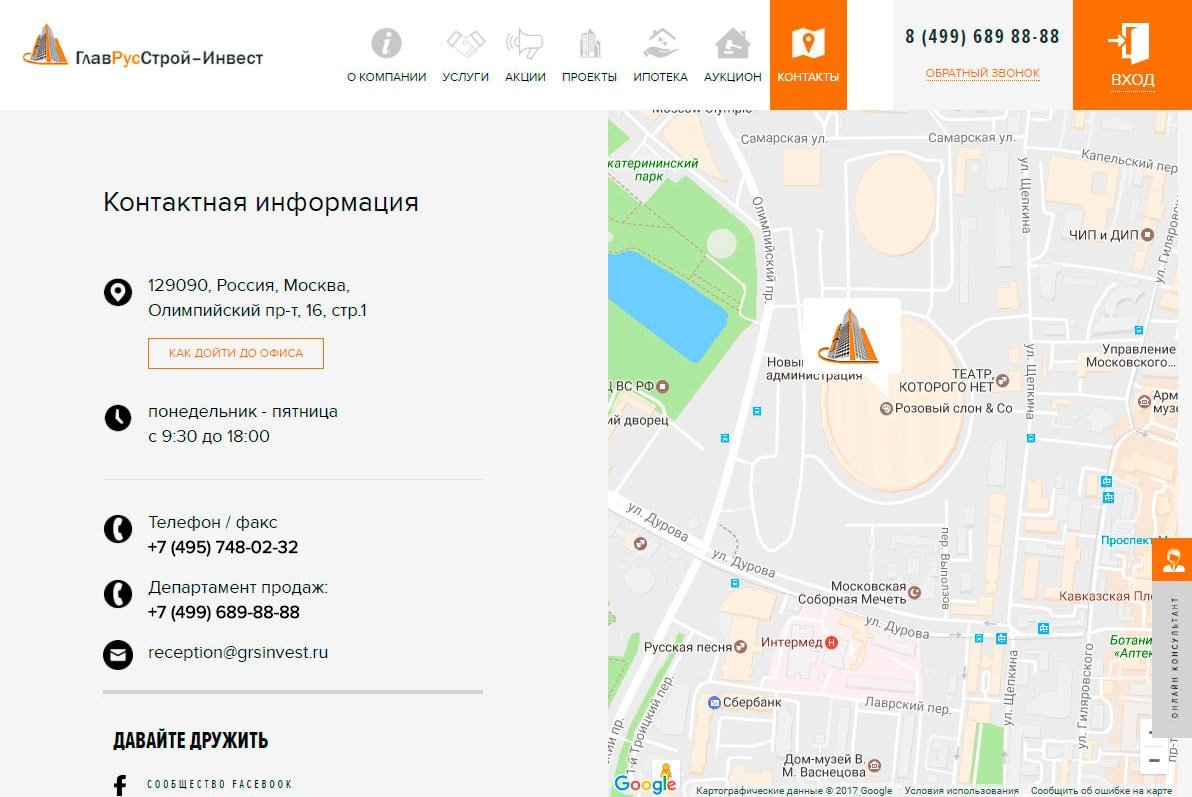 ГлавРусСтрой-Инвест
О КОМПАНИИ
УСЛУГИ
АКЦИИ
ПРОЕКТЫ
ИПОТЕКА
АУКЦИОН
КОНТАКТЫ
8 (499) 689 88-88
ОБРАТНЫЙ ЗВОНОК
ВХОД
Контактная информация
129090, Россия, Москва,
Олимпийский пр-т, 16, стр.1
КАК ДОЙТИ ДО ОФИСА
понедельник - пятница
с 9:30 до 18:00
Телефон / факс
+7 (495) 748-02-32
Департамент продаж:
+7 (499) 689-88-88
reception@grsinvest.ru
ДАВАЙТЕ ДРУЖИТЬ
СООБЩЕСТВО FACEBOOK
Moscow Olympic
Самарская ул.
Самарская ул.
Капельский пер
катерининский
парк
ул. Щепкина
Олимпийский пр.
ЧИП и ДИП
ул. Гиляровс
Новый
администрация
ТЕАТР,
КОТОРОГО НЕТ
Розовый слон & Co
ул. Щепкина
Управление
Московского...
Арм
музе
Ц ВС РФ
ий дворец
ул. Дурова
ул. Дурова
пер. Выползов
Проспект М
Московская
Соборная Мечеть
Кавказская Пл
ул. Дурова
Русская песня
Интермед
Ботани
«Аптек
ОНЛАЙН КОНСУЛЬТАНТ
1-й Троицкий пер.
ул. Щепкина
ул. Гиляровского
Сбербанк
Лаврский пер.
Дом-музей В.
М. Васнецова
пр-т
Google
Картографические данные © 2017 Google
Условия использования
Сообщить об ошибке на карте